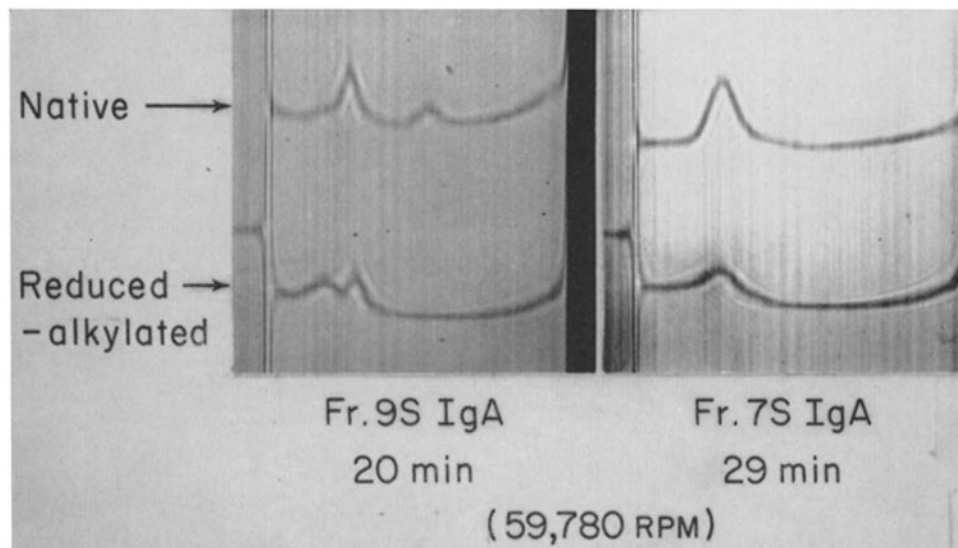 Native
Reduced
-alkylated
Fr. 9S IgA
Fr. 7S IgA
20 min
29 min
(59,780 RPM)